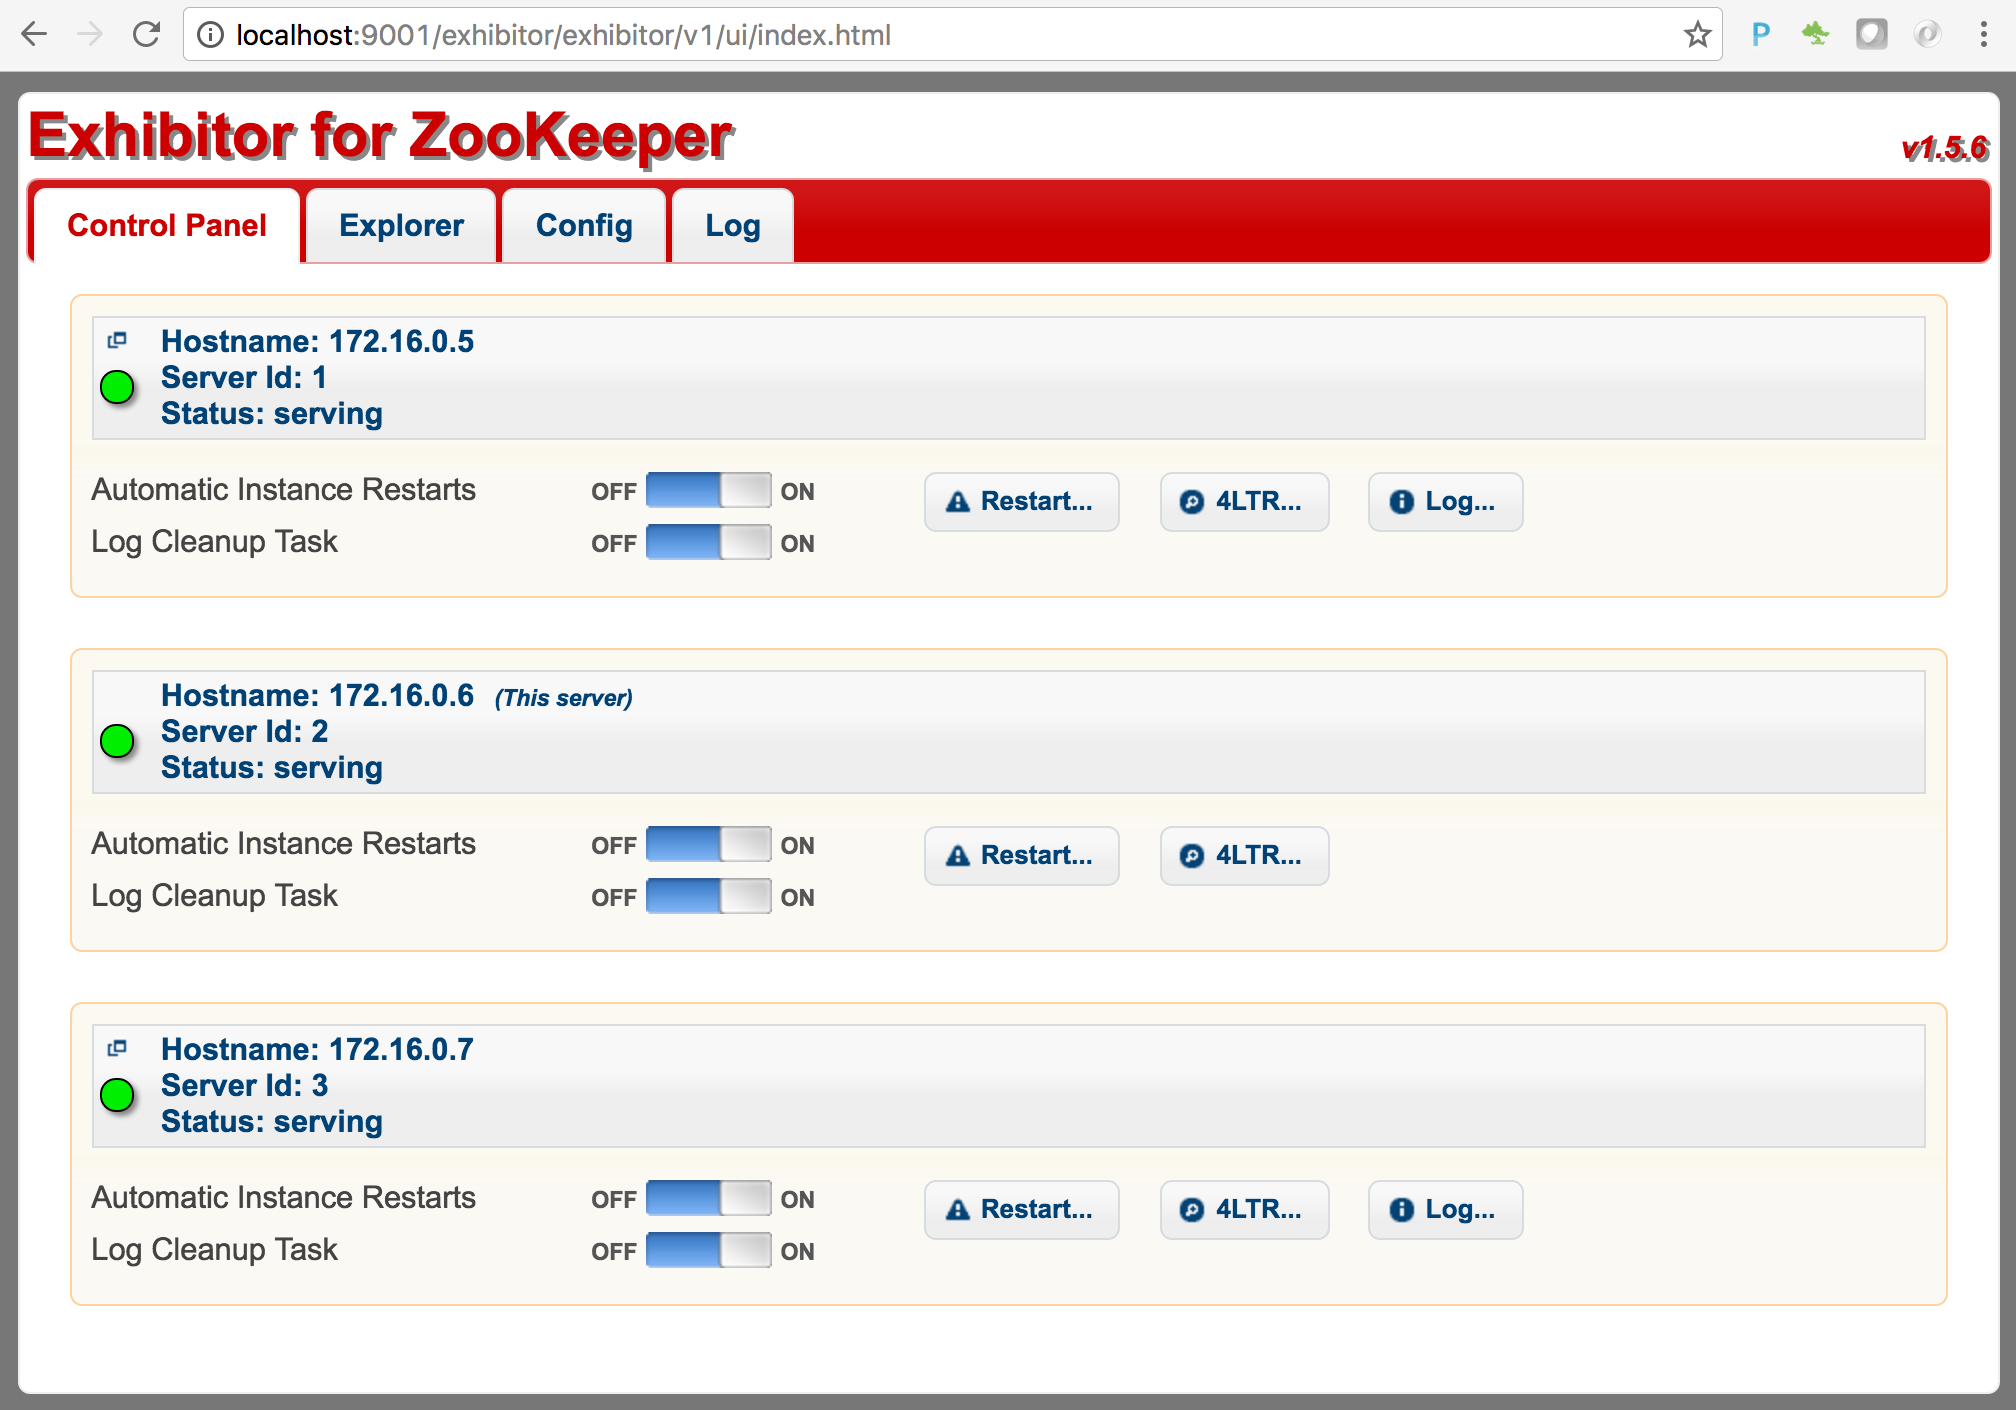 localhost:9001/exhibitor/exhibitor/v1/ui/index.html
P
Exhibitor for ZooKeeper
v1.5.6
Control Panel Explorer Config Log
Hostname: 172.16.0.5
Server Id: 1
Status: serving
Automatic Instance Restarts OFF ON Restart... 4LTR... Log...
Log Cleanup Task OFF ON
Hostname: 172.16.0.6 (This server)
Server Id: 2
Status: serving
Automatic Instance Restarts OFF ON Restart... 4LTR...
Log Cleanup Task OFF ON
Hostname: 172.16.0.7
Server Id: 3
Status: serving
Automatic Instance Restarts OFF ON Restart... 4LTR... Log...
Log Cleanup Task OFF ON